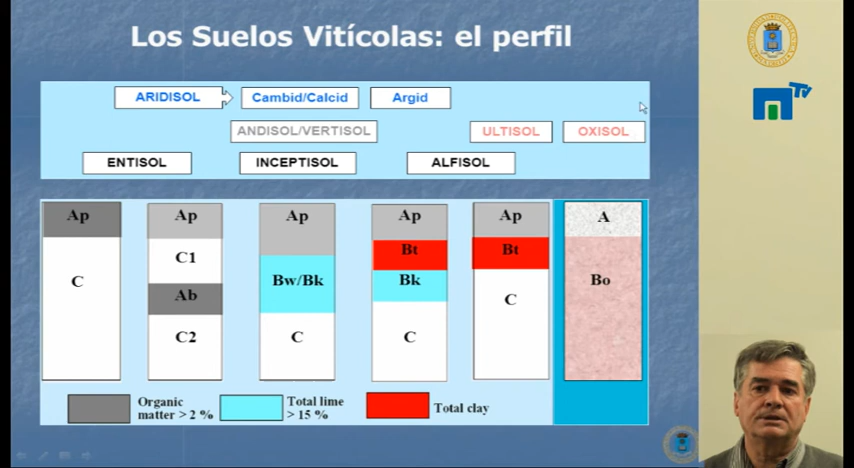 Los Suelos Vitícolas: el perfil
ARIDISOL
Cambid/Calcid
Argid
ANDISOL/VERTISOL
ULTISOL
OXISOL
ENTISOL
INCEPTISOL
ALFISOL
Ap
C
Ap
C1
Ab
C2
Ap
Bw/Bk
C
Ap
Bt
Bk
C
Ap
Bt
C
A
Bo
Organic
matter > 2 %
Total lime
> 15 %
Total clay
TV